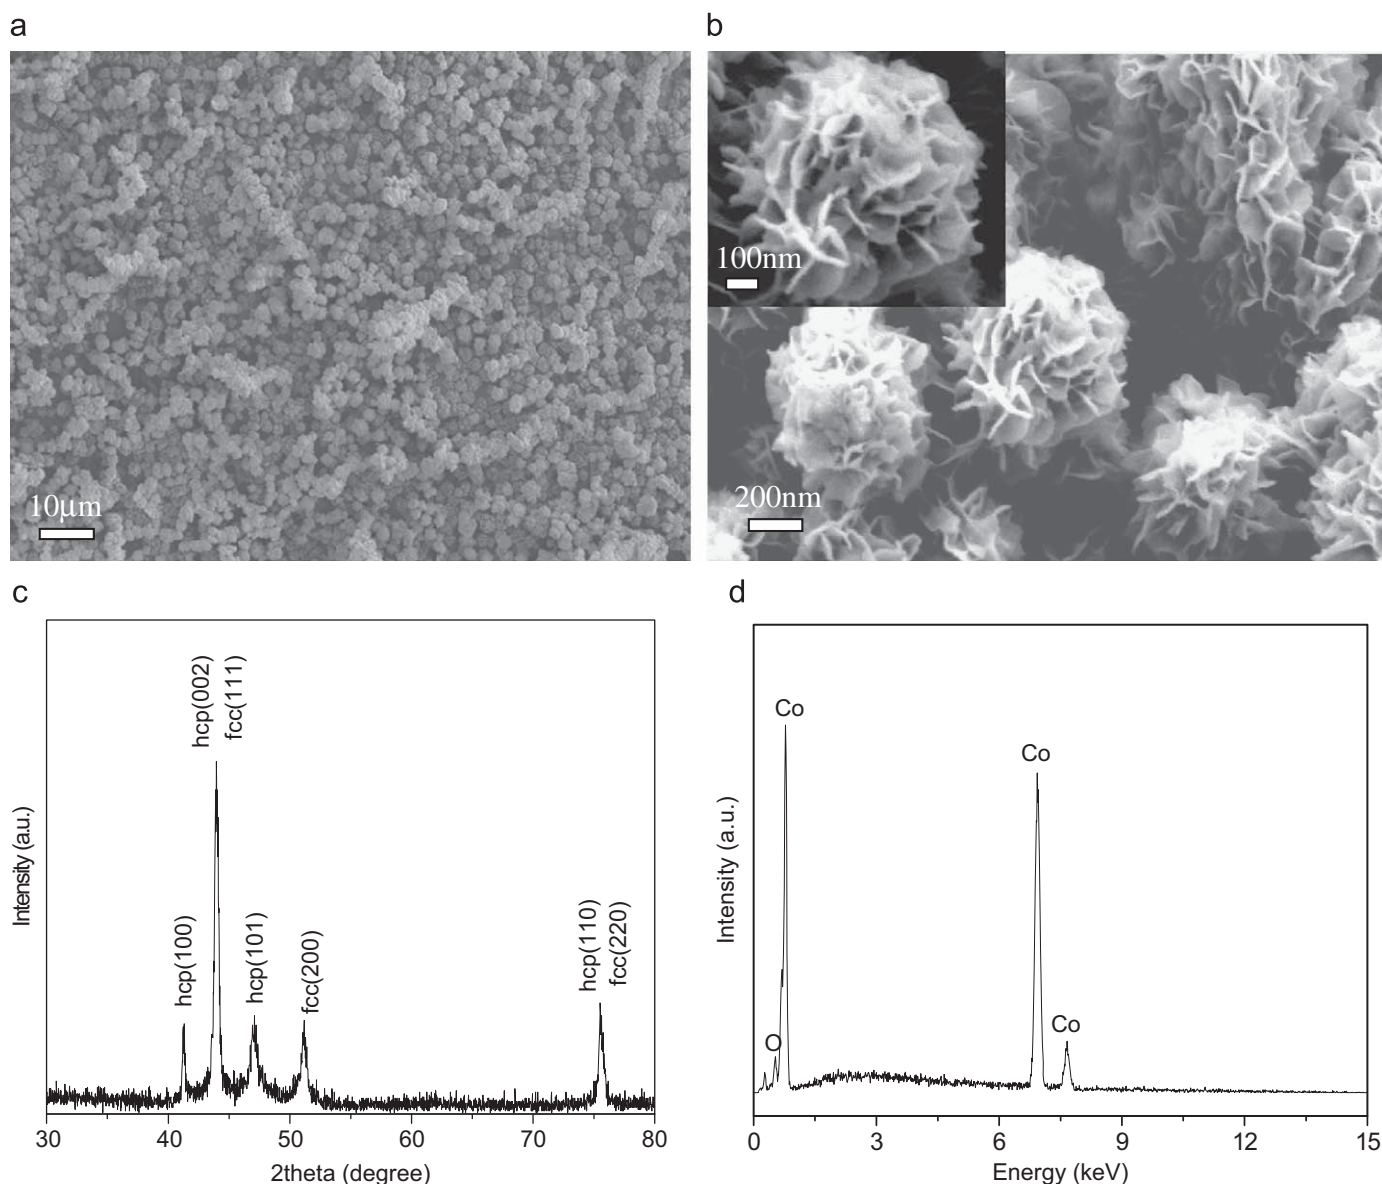 a
b
10μm
100nm
200nm
c
d
hcp(002)
fcc(111)
hcp(100)
hcp(101)
fcc(200)
hcp(110)
fcc(220)
Intensity (a.u.)
30 40 50 60 70 80
2theta (degree)
Co
Co
Co
O
Intensity (a.u.)
0 3 6 9 12 15
Energy (keV)